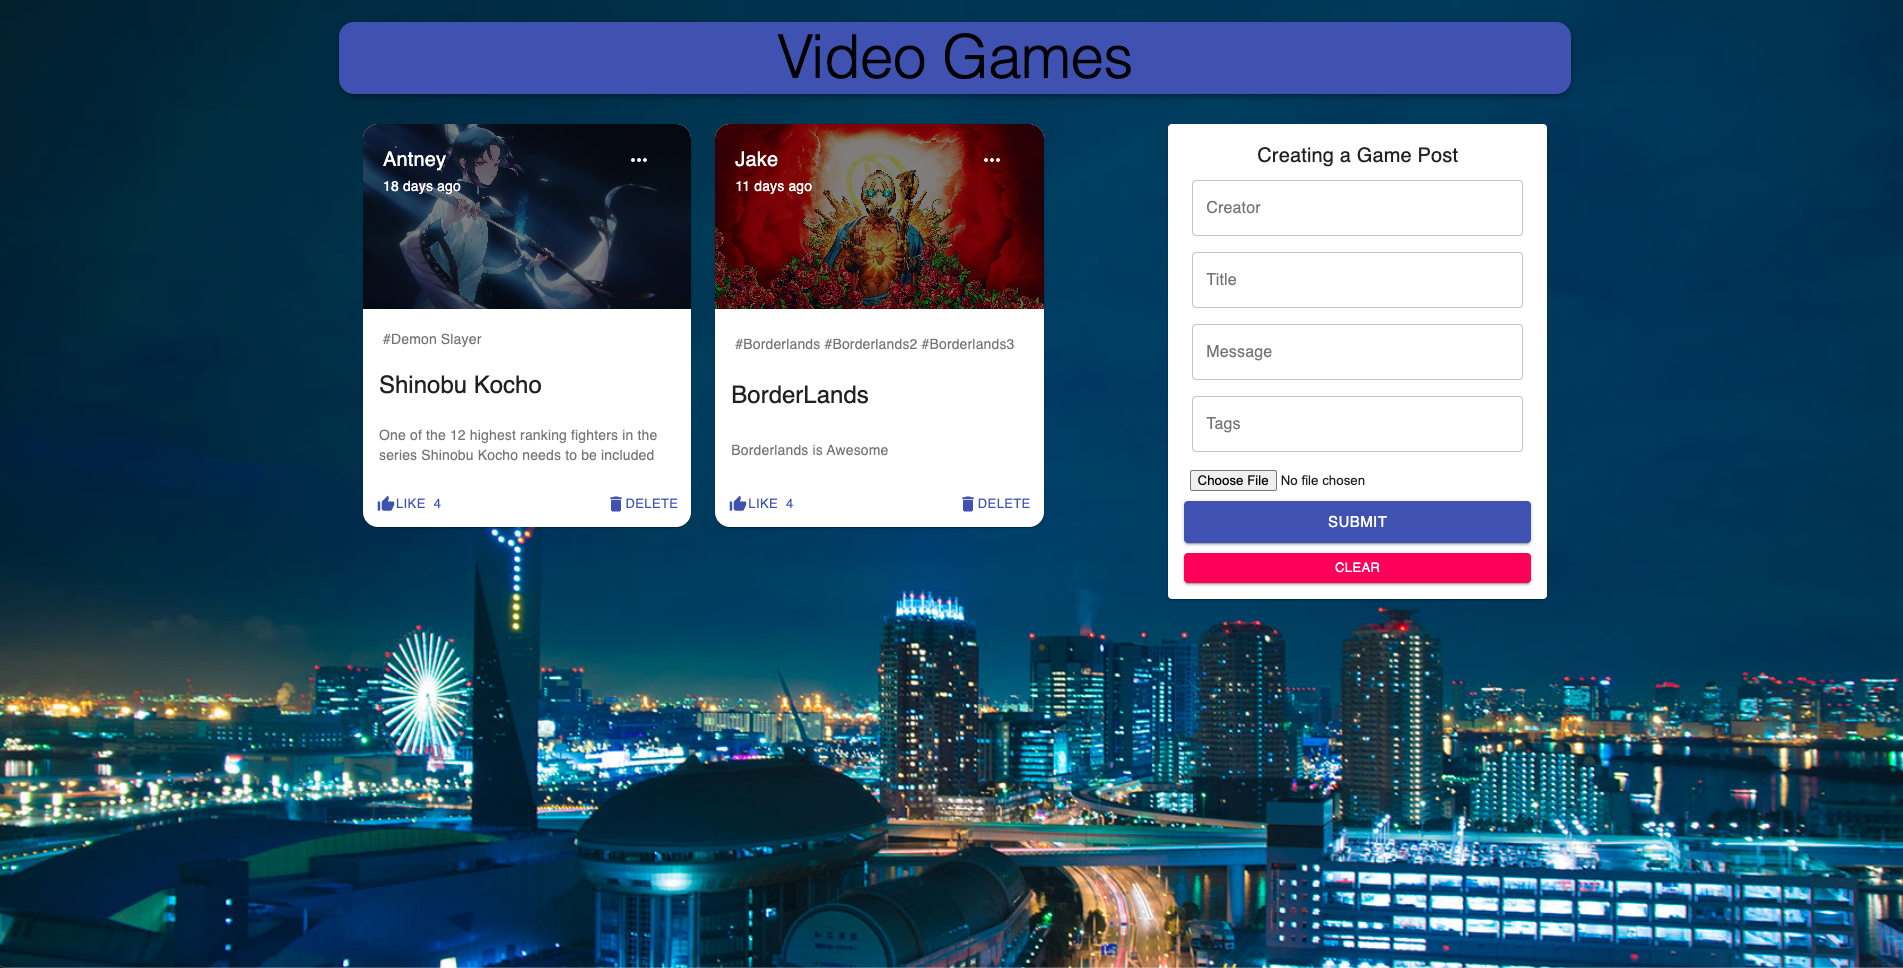 Video Games
Antney
18 days ago
#Demon Slayer
Shinobu Kocho
One of the 12 highest ranking fighters in the
series Shinobu Kocho needs to be included
LIKE 4
DELETE
Jake
11 days ago
#Borderlands #Borderlands2 #Borderlands3
BorderLands
Borderlands is Awesome
LIKE 4
DELETE
Creating a Game Post
Creator
Title
Message
Tags
Choose File No file chosen
SUBMIT
CLEAR